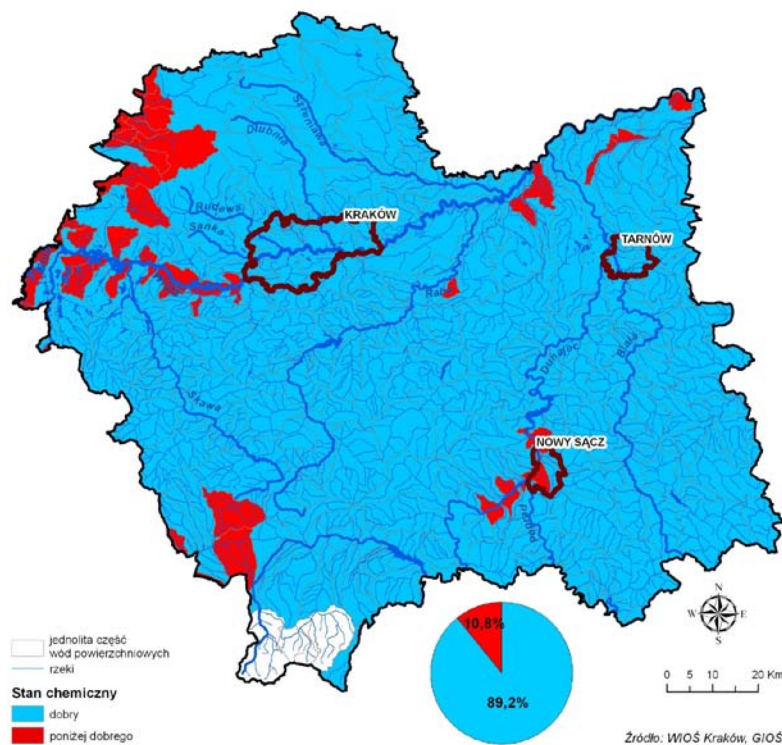 Szreniawa
Dłubnia
Rudawa
Sanka
KRAKÓW
TARNÓW
Raba
Dunajec
Biała
Skawa
NOWY SĄCZ
Poprad
N
W E
S
10,8%
89,2%
jednolita część
wód powierzchniowych
rzeki
Stan chemiczny
dobry
poniżej dobrego
0 5 10 20 Km
Źródło: WIOŚ Kraków, GIOŚ